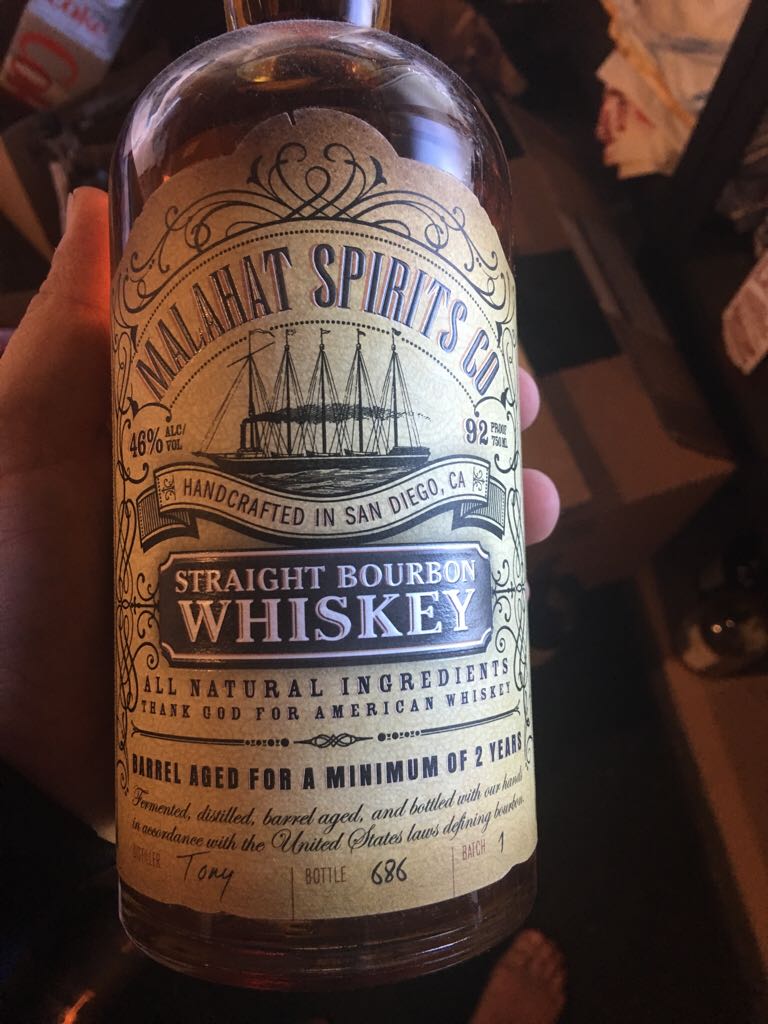 Coke
MALAHAT SPIRITS CO
46% ALC/VOL
92 PROOF 750 ML
HANDCRAFTED IN SAN DIEGO, CA
STRAIGHT BOURBON
WHISKEY
ALL NATURAL INGREDIENTS
THANK GOD FOR AMERICAN WHISKEY
BARREL AGED FOR A MINIMUM OF 2 YEARS
Fermented, distilled, barrel aged, and bottled with our hands
in accordance with the United States laws defining bourbon.
Tony
BOTTLE 686
BATCH 1